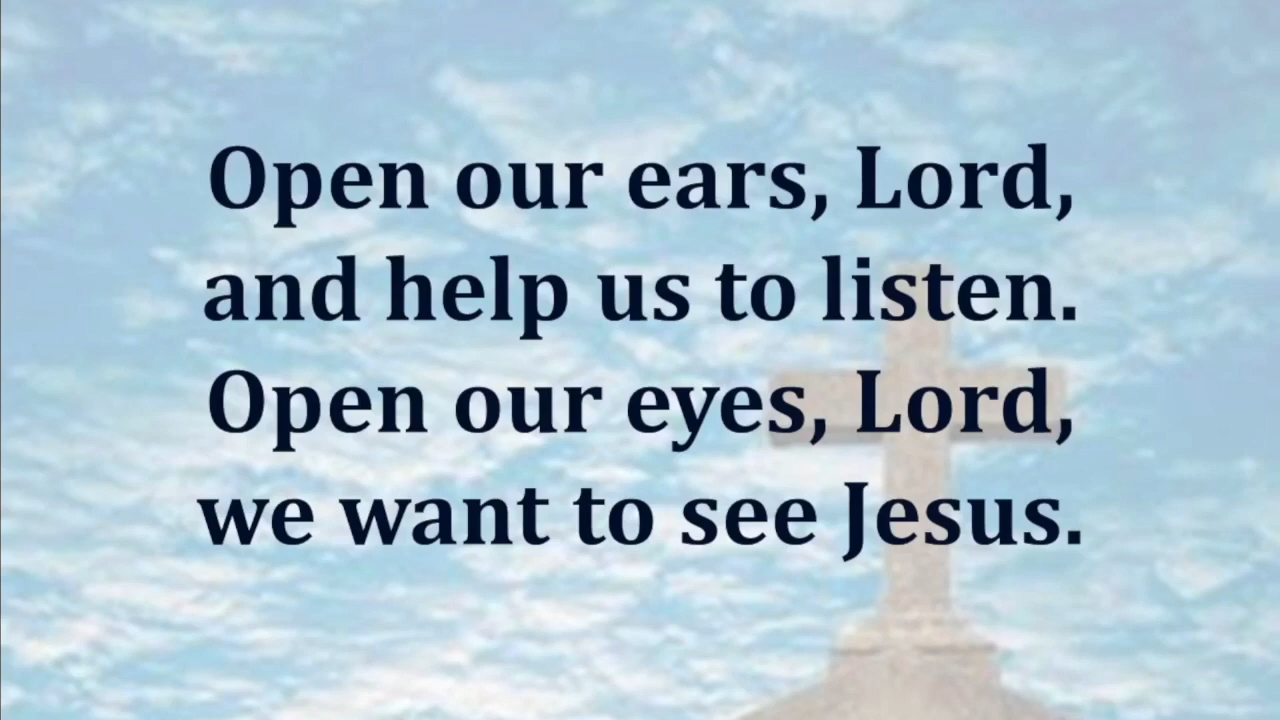 Open our ears, Lord,
and help us to listen.
Open our eyes, Lord,
we want to see Jesus.